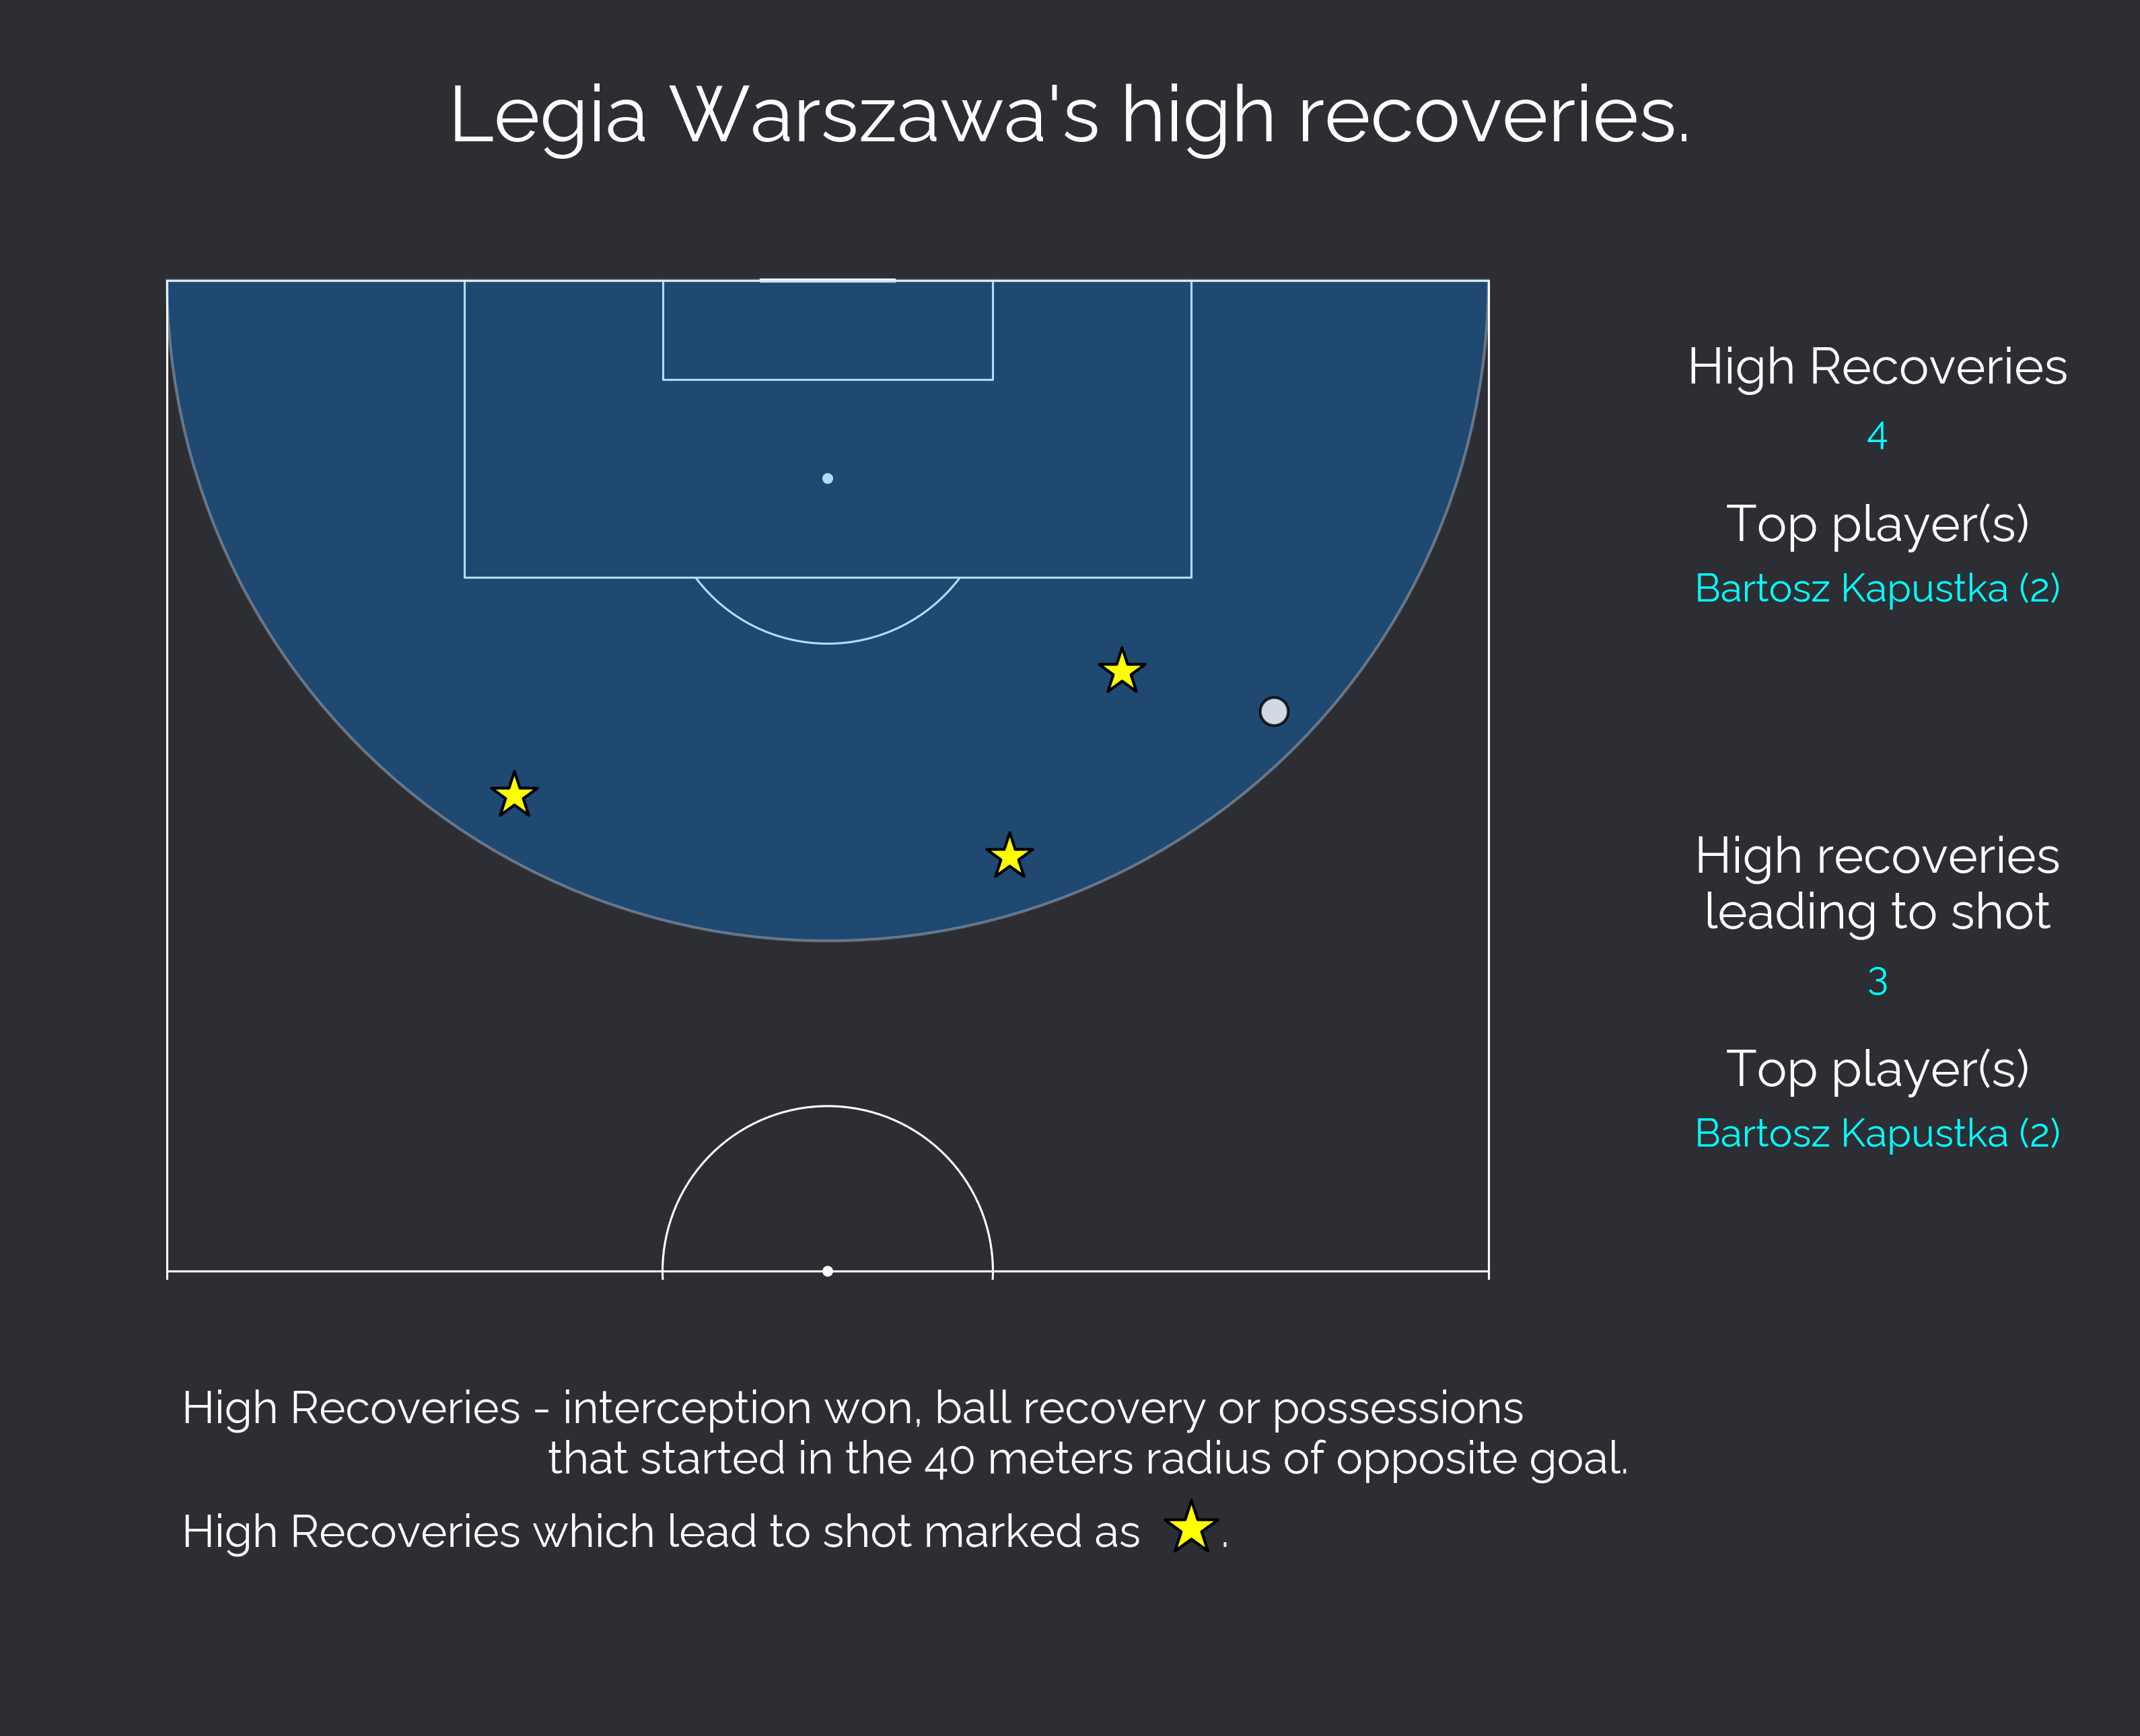 Legia Warszawa's high recoveries.
High Recoveries
4
Top player(s)
Bartosz Kapustka (2)
High recoveries
leading to shot
3
Top player(s)
Bartosz Kapustka (2)
High Recoveries - interception won, ball recovery or possessions
that started in the 40 meters radius of opposite goal.
High Recoveries which lead to shot marked as .